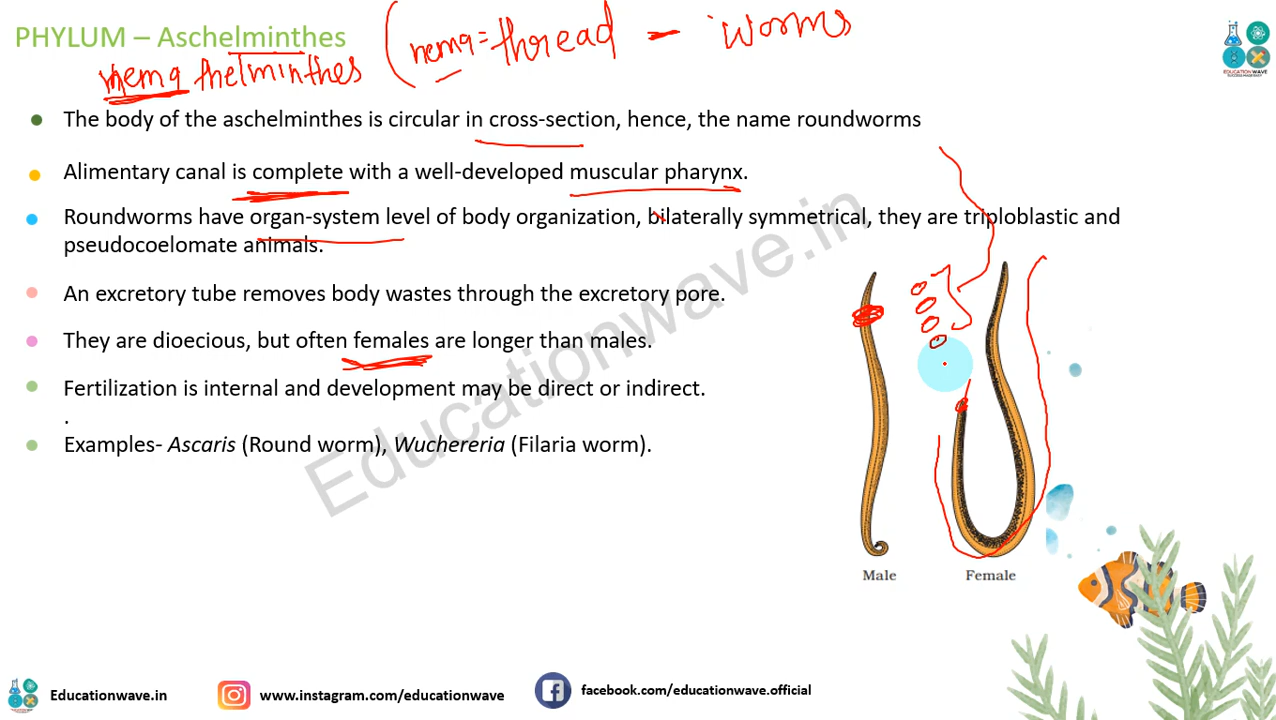 PHYLUM – Aschelminthes
(nema = thread – worms
nema thelminthes
EDUCATION WAVE
The body of the aschelminthes is circular in cross-section, hence, the name roundworms
Alimentary canal is complete with a well-developed muscular pharynx.
Roundworms have organ-system level of body organization, bilaterally symmetrical, they are triploblastic and
pseudocoelomate animals.
An excretory tube removes body wastes through the excretory pore.
They are dioecious, but often females are longer than males.
Fertilization is internal and development may be direct or indirect.
.
Examples- Ascaris (Round worm), Wuchereria (Filaria worm).
Educationwave.in
Male
Female
Educationwave.in
www.instagram.com/educationwave
facebook.com/educationwave.official